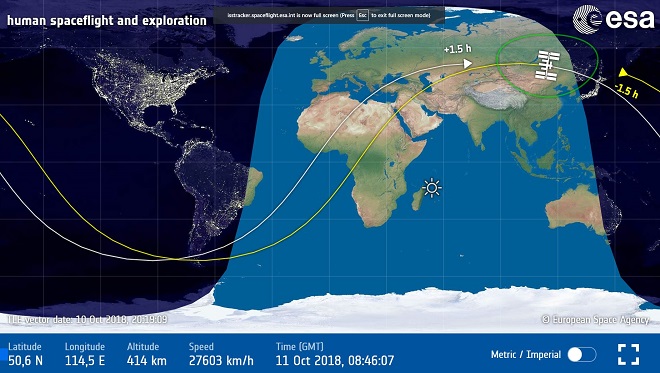 human spaceflight and exploration
isstracker.spaceflight.esa.int is now full screen (Press Esc to exit full screen mode)
esa
+1.5 h
-1.5 h
TLE vector date: 10 Oct 2018, 20:19:09
© European Space Agency
Latitude Longitude Altitude Speed Time (GMT)
50,6 N 114,5 E 414 km 27603 km/h 11 Oct 2018, 08:46:07
Metric / Imperial